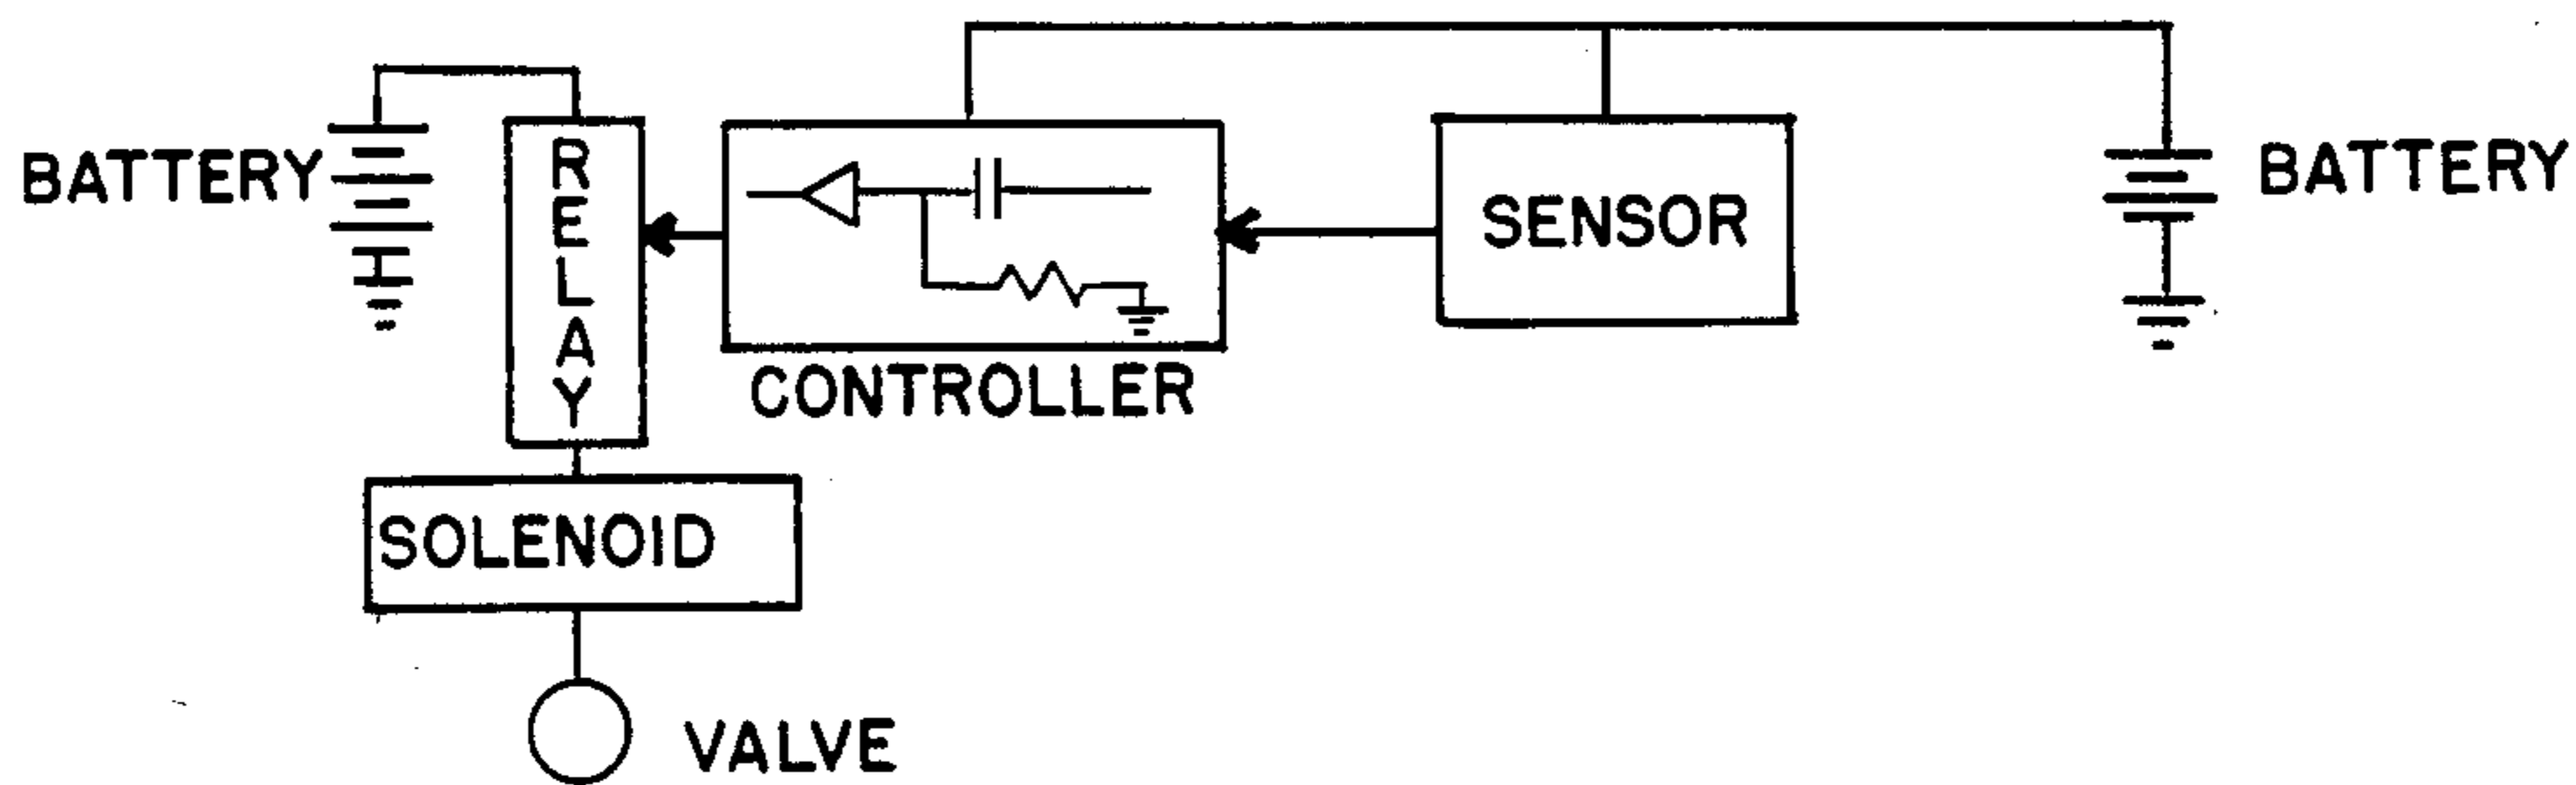 BATTERY
RELAY
CONTROLLER
SENSOR
BATTERY
SOLENOID
VALVE